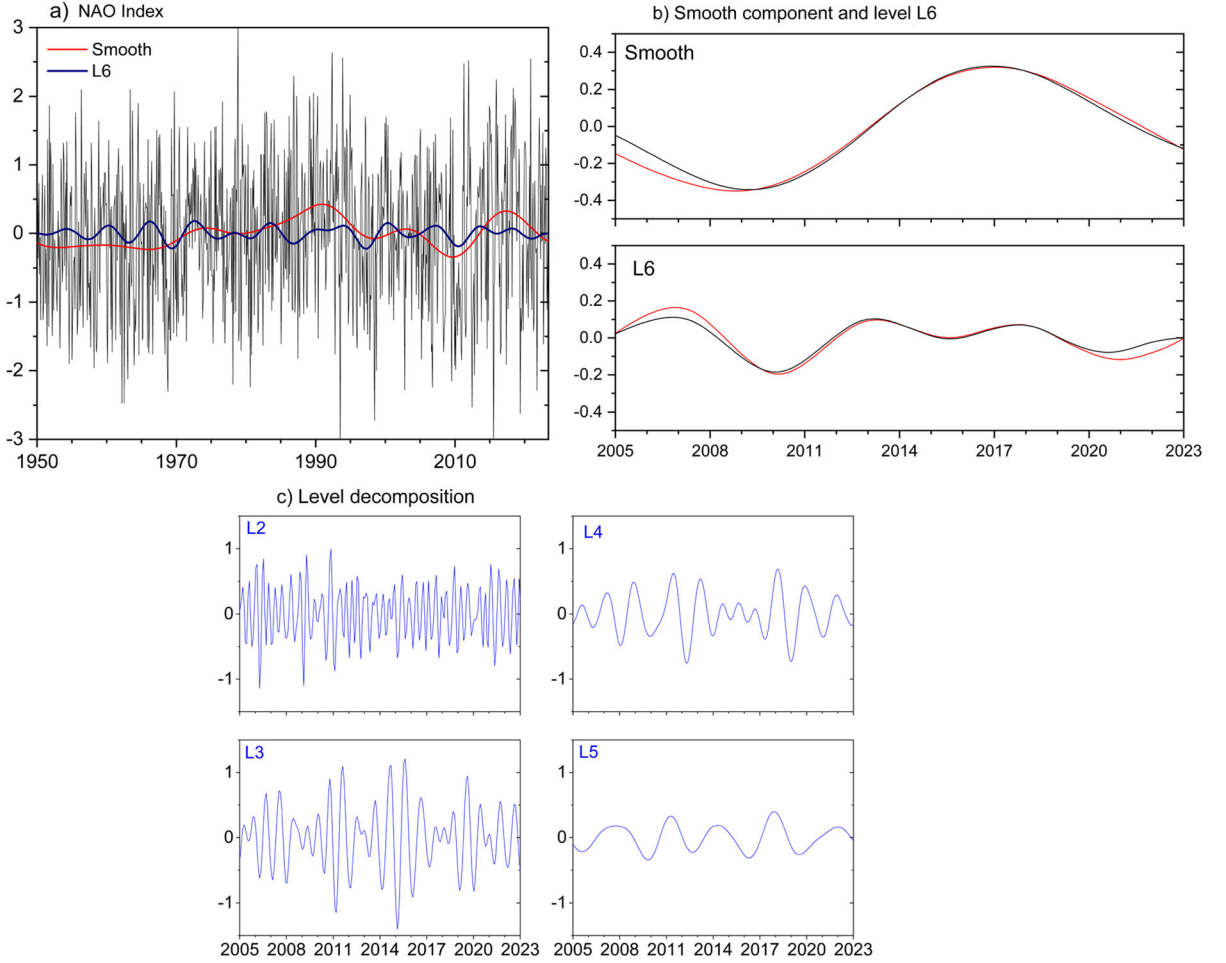 a) NAO Index
3
2
1
0
-1
-2
-3
Smooth
L6
1950 1970 1990 2010
b) Smooth component and level L6
Smooth
0.4
0.2
0.0
-0.2
-0.4
L6
0.4
0.2
0.0
-0.2
-0.4
2005 2008 2011 2014 2017 2020 2023
c) Level decomposition
L2
1
0
-1
L4
1
0
-1
L3
1
0
-1
2005 2008 2011 2014 2017 2020 2023
L5
1
0
-1
2005 2008 2011 2014 2017 2020 2023